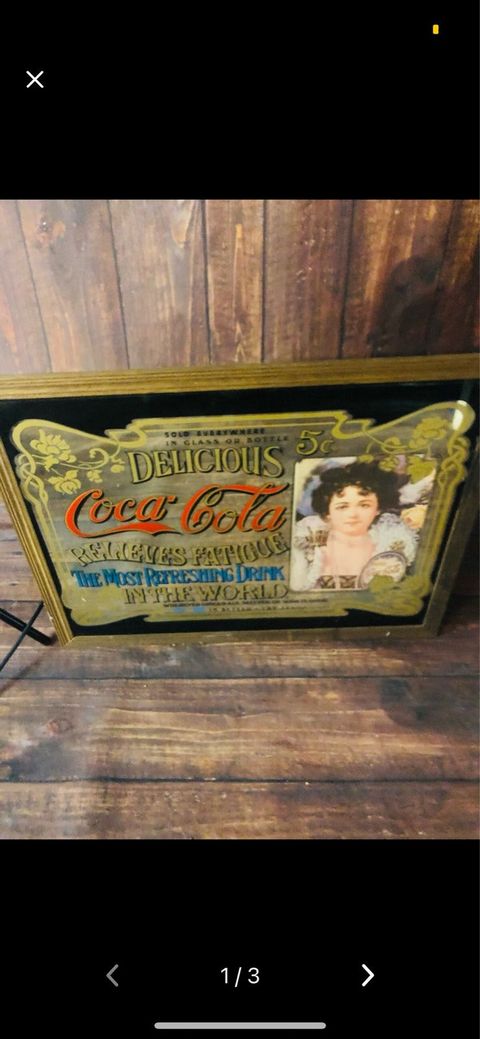 SOLD EVERYWHERE
IN GLASS OR BOTTLE
5¢
DELICIOUS
Coca-Cola
RELIEVES FATIGUE
THE MOST REFRESHING DRINK
IN THE WORLD
1/3